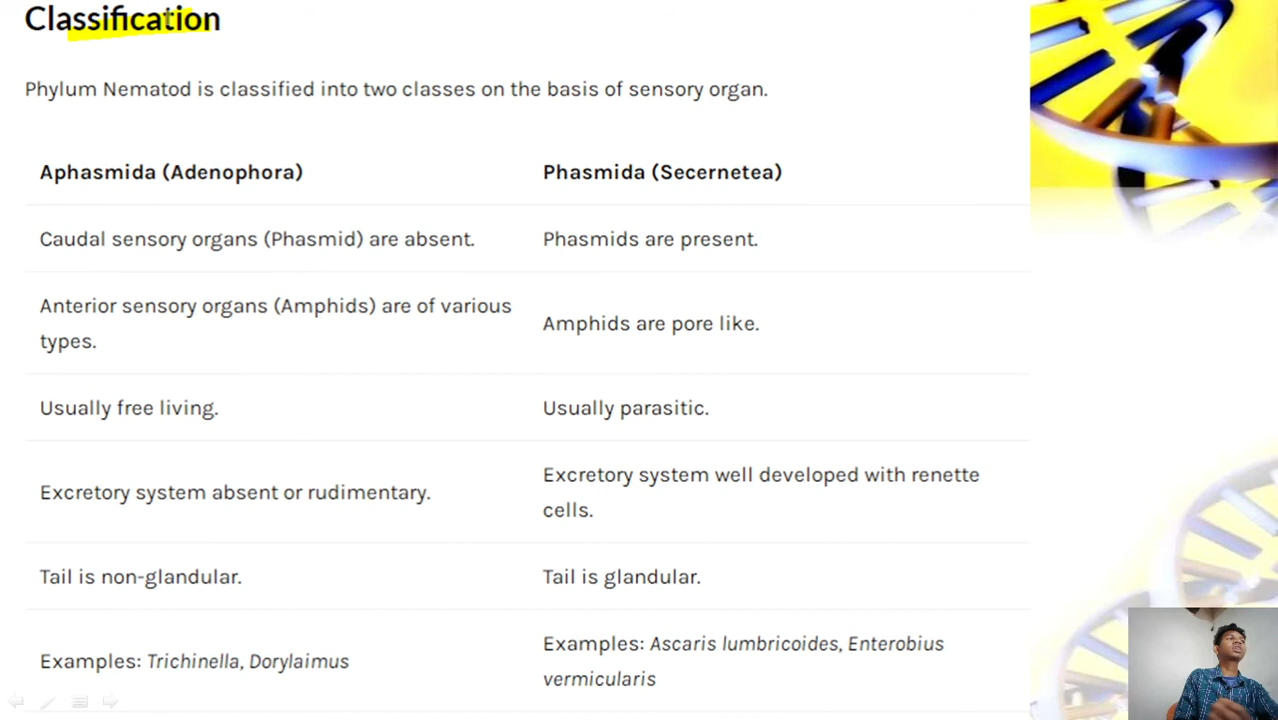 Classification
Phylum Nematod is classified into two classes on the basis of sensory organ.
Aphasmida (Adenophora)
Phasmida (Secernetea)
Caudal sensory organs (Phasmid) are absent.
Phasmids are present.
Anterior sensory organs (Amphids) are of various
types.
Amphids are pore like.
Usually free living.
Usually parasitic.
Excretory system absent or rudimentary.
Excretory system well developed with renette
cells.
Tail is non-glandular.
Tail is glandular.
Examples: Trichinella, Dorylaimus
Examples: Ascaris lumbricoides, Enterobius
vermicularis